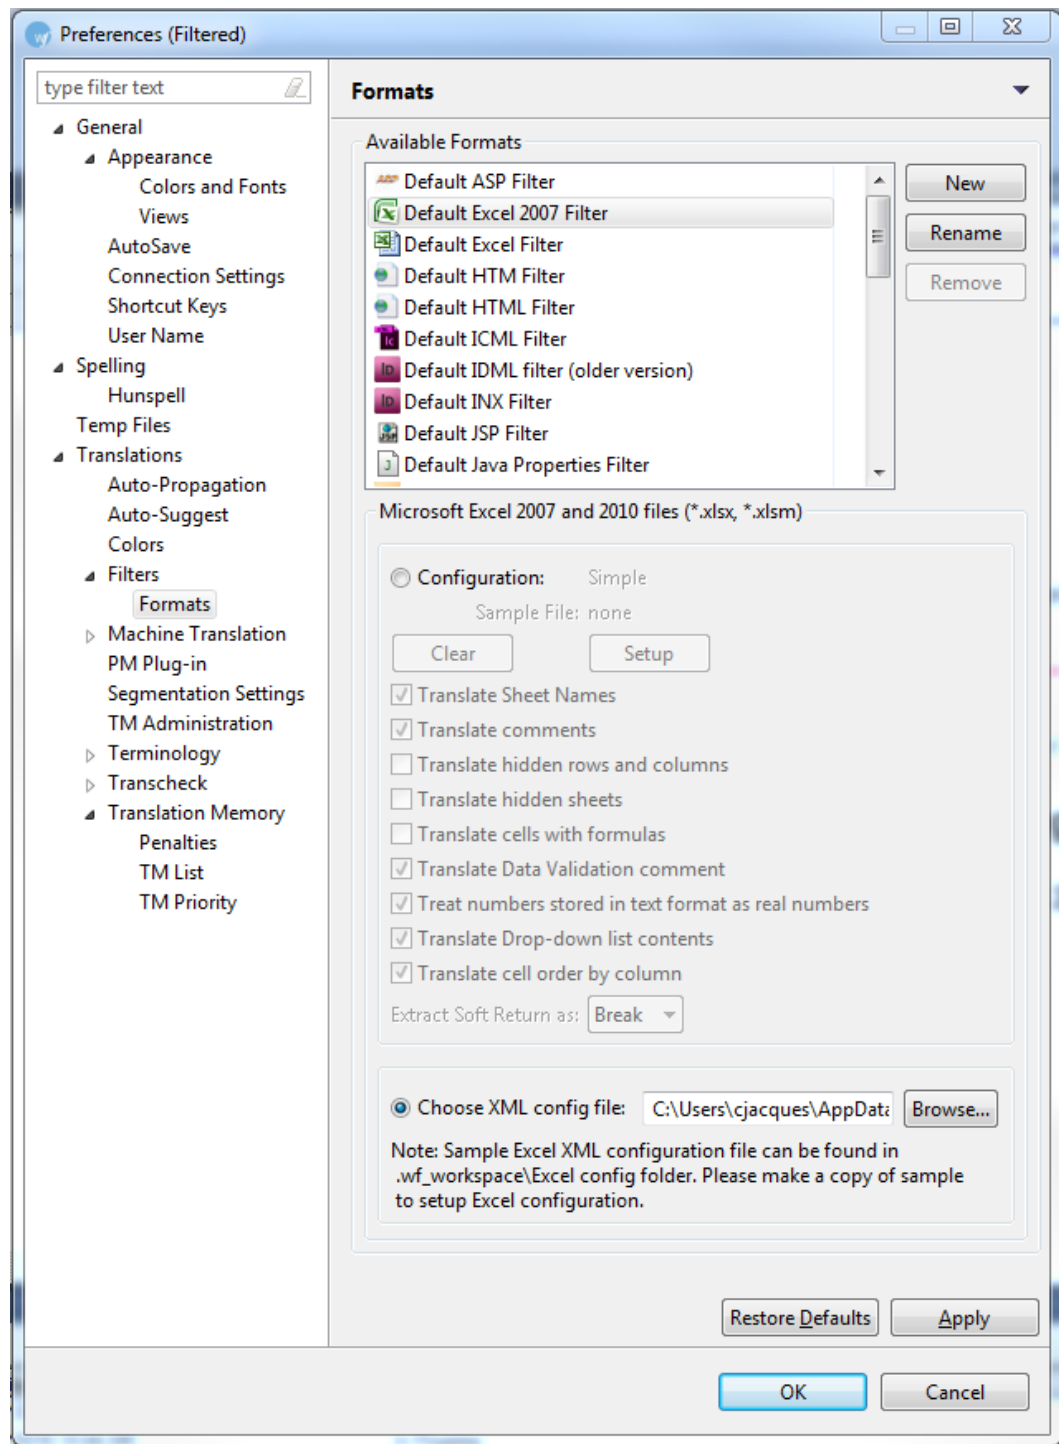 Preferences (Filtered)
type filter text
General
Appearance
Colors and Fonts
Views
AutoSave
Connection Settings
Shortcut Keys
User Name
Spelling
Hunspell
Temp Files
Translations
Auto-Propagation
Auto-Suggest
Colors
Filters
Formats
Machine Translation
PM Plug-in
Segmentation Settings
TM Administration
Terminology
Transcheck
Translation Memory
Penalties
TM List
TM Priority
Formats
Available Formats
Default ASP Filter
Default Excel 2007 Filter
Default Excel Filter
Default HTM Filter
Default HTML Filter
Default ICML Filter
Default IDML filter (older version)
Default INX Filter
Default JSP Filter
Default Java Properties Filter
New
Rename
Remove
Microsoft Excel 2007 and 2010 files (*.xlsx, *.xlsm)
Configuration: Simple
Sample File: none
Clear Setup
Translate Sheet Names
Translate comments
Translate hidden rows and columns
Translate hidden sheets
Translate cells with formulas
Translate Data Validation comment
Treat numbers stored in text format as real numbers
Translate Drop-down list contents
Translate cell order by column
Extract Soft Return as: Break
Choose XML config file: C:\Users\cjacques\AppData Browse...
Note: Sample Excel XML configuration file can be found in
.wf_workspace\Excel config folder. Please make a copy of sample
to setup Excel configuration.
Restore Defaults Apply
OK Cancel